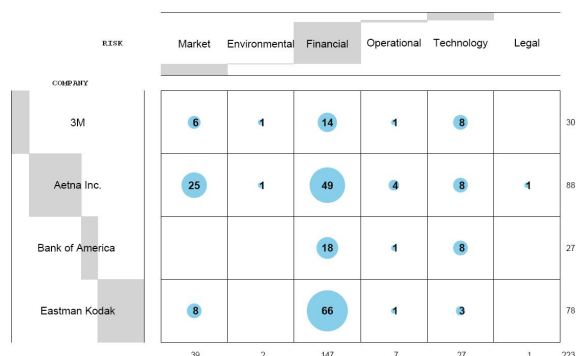 RISK Market Environmental Financial Operational Technology Legal
COMPANY
3M 6 1 14 1 8 30
Aetna Inc. 25 1 49 4 8 1 88
Bank of America 18 1 8 27
Eastman Kodak 8 66 1 3 78
39 2 147 7 27 1 223